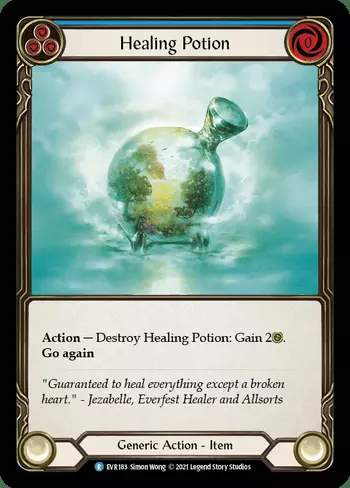 Healing Potion
0
Action — Destroy Healing Potion: Gain 2.
Go again
"Guaranteed to heal everything except a broken
heart." - Jezabelle, Everfest Healer and Allsorts
Generic Action - Item
R EVR183 Simon Wong © 2021 Legend Story Studios